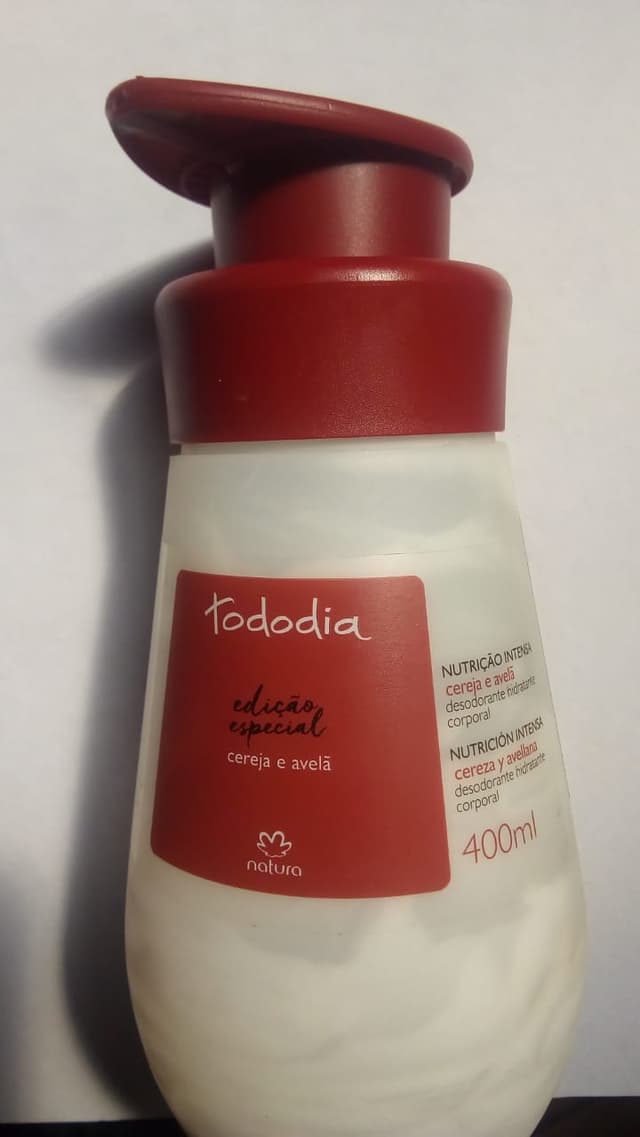 tododia
edição
especial
cereja e avelã
natura
NUTRIÇÃO INTENSA
cereja e avelã
desodorante hidratante
corporal
NUTRICIÓN INTENSA
cereza y avellana
desodorante hidratante
corporal
400ml